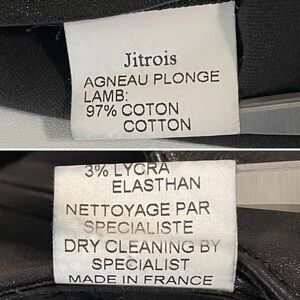 Jitrois
AGNEAU PLONGE
LAMB:
97% COTON
COTTON
3% LYCRA
ELASTHAN
NETTOYAGE PAR
SPECIALISTE
DRY CLEANING BY
SPECIALIST
MADE IN FRANCE